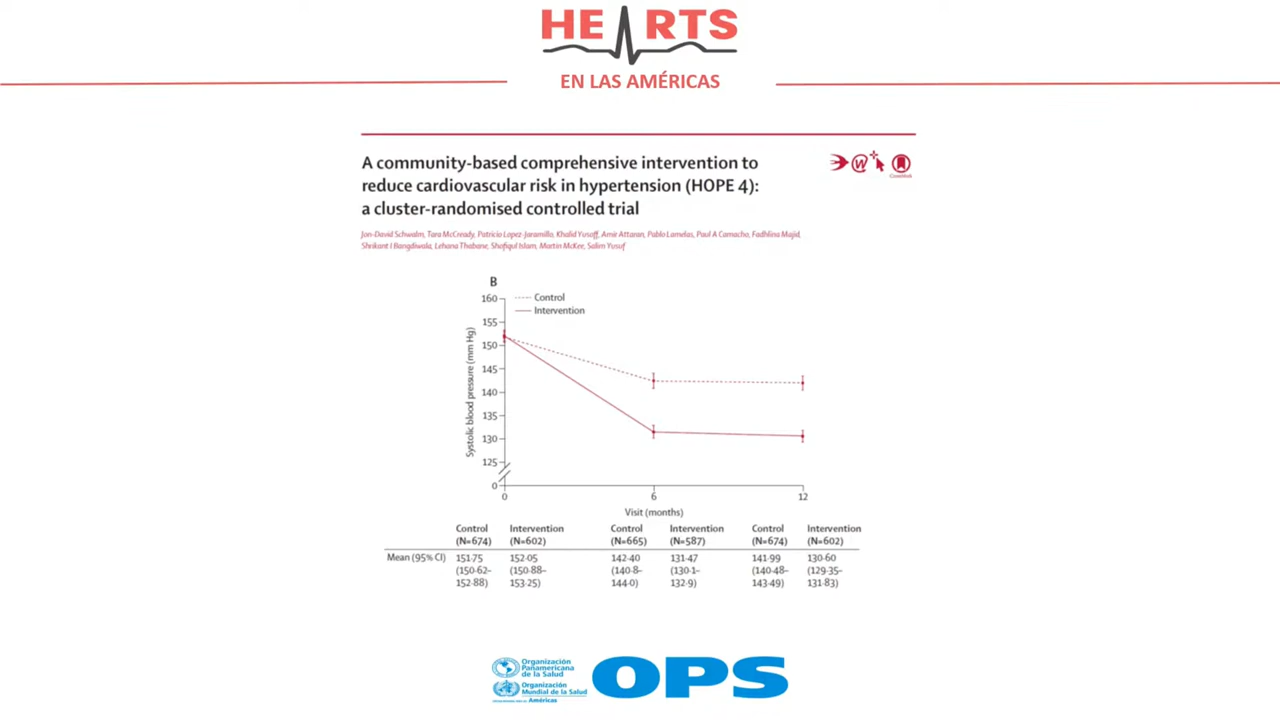 HEARTS
EN LAS AMÉRICAS
A community-based comprehensive intervention to
reduce cardiovascular risk in hypertension (HOPE 4):
a cluster-randomised controlled trial
Jon-David Schwalm, Tara McCready, Patricio Lopez-Jaramillo, Khalid Yusoff, Amir Attaran, Pablo Lamelas, Paul A Camacho, Fadhlina Majid,
Shrikant I Bangdiwala, Lehana Thabane, Shofiqul Islam, Martin McKee, Salim Yusuf
CrossMark
B
Control
Intervention
Systolic blood pressure (mm Hg)
160
155
150
145
140
135
130
125
0
0 6 12
Visit (months)
Control Intervention Control Intervention Control Intervention
(N=674) (N=602) (N=665) (N=587) (N=674) (N=602)
Mean (95% CI) 151·75 152·05 142·40 131·47 141·99 130·60
(150·62– (150·88– (140·8– (130·1– (140·48– (129·35–
152·88) 153·25) 144·0) 132·9) 143·49) 131·83)
Organización
Panamericana
de la Salud
Organización
Mundial de la Salud
Américas
OPS